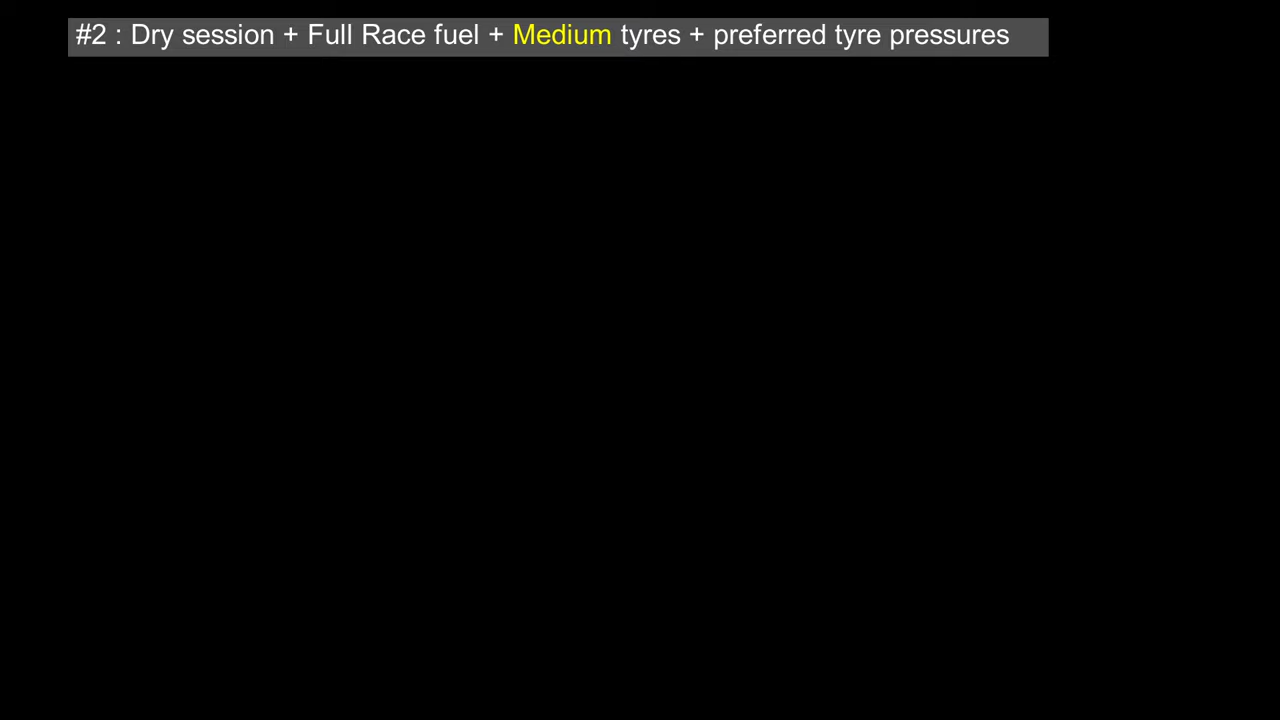 #2 : Dry session + Full Race fuel + Medium tyres + preferred tyre pressures